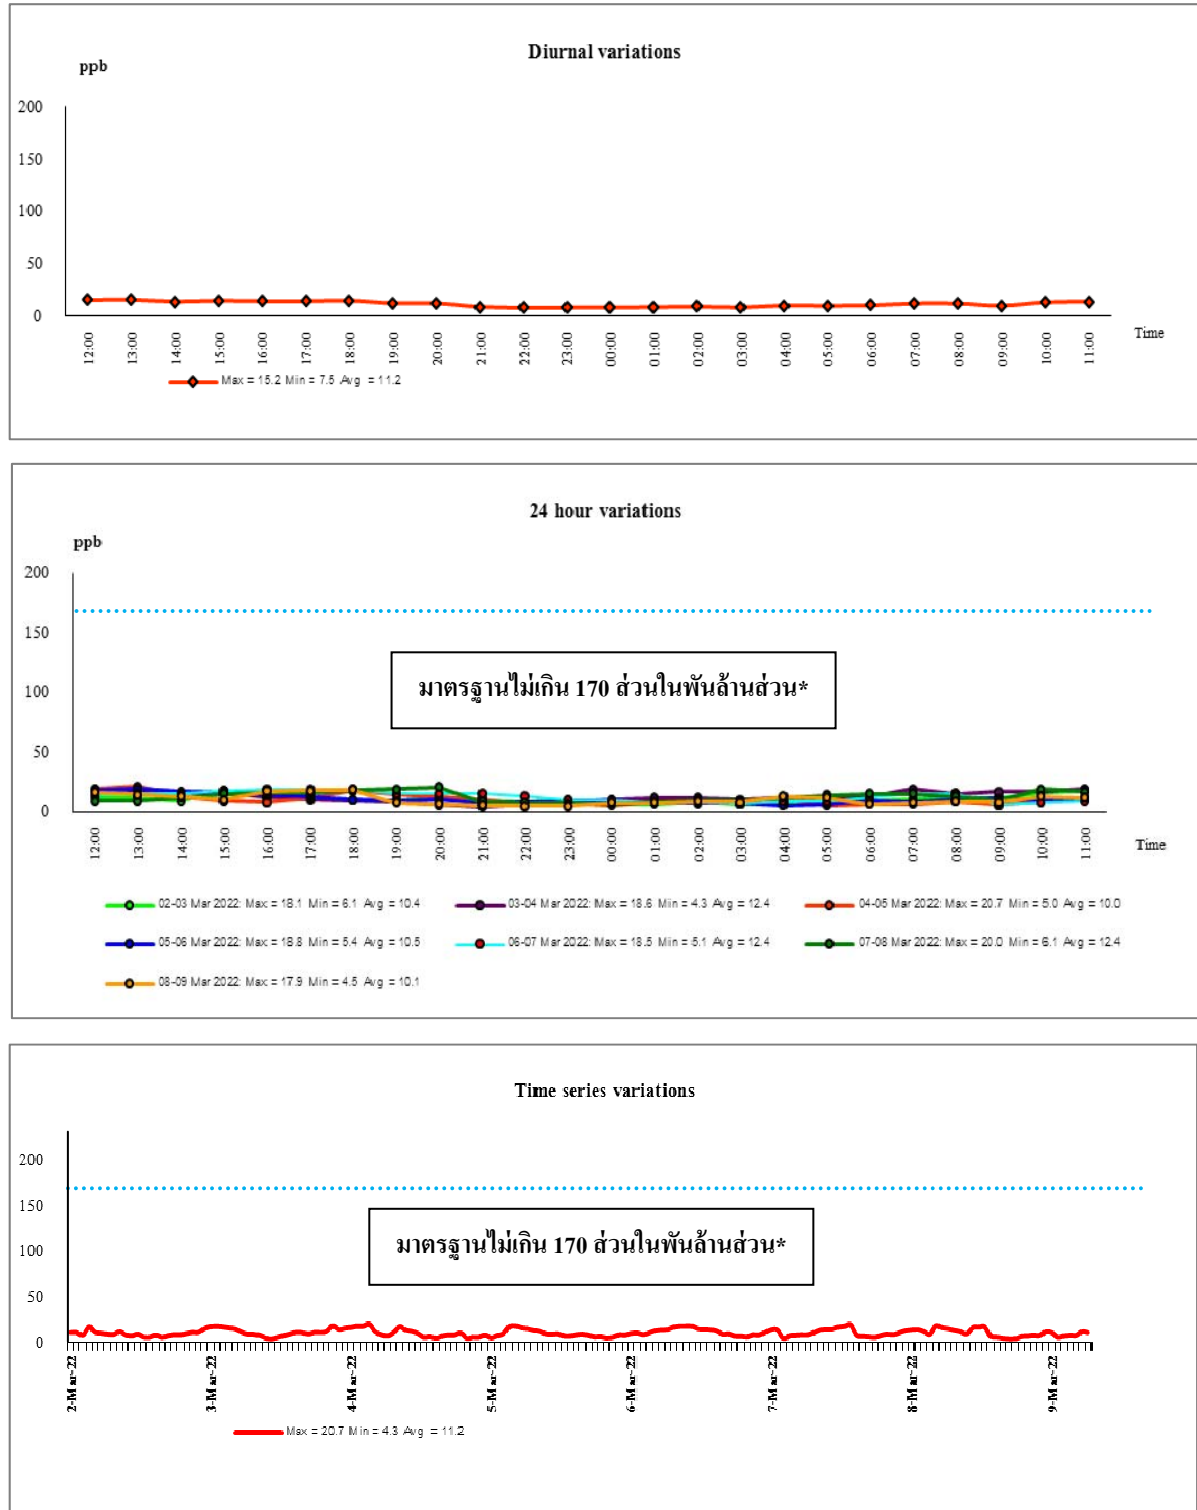 Diurnal variations
ppb
200
150
100
50
0
12:00 13:00 14:00 15:00 16:00 17:00 18:00 19:00 20:00 21:00 22:00 23:00 00:00 01:00 02:00 03:00 04:00 05:00 06:00 07:00 08:00 09:00 10:00 11:00
Time
Max = 15.2 Min = 7.5 Avg = 11.2
24 hour variations
ppb
200
150
100
50
0
มาตรฐานไม่เกิน 170 ส่วนในพันล้านส่วน*
12:00 13:00 14:00 15:00 16:00 17:00 18:00 19:00 20:00 21:00 22:00 23:00 00:00 01:00 02:00 03:00 04:00 05:00 06:00 07:00 08:00 09:00 10:00 11:00
Time
02-03 Mar 2022: Max = 18.1 Min = 6.1 Avg = 10.4
03-04 Mar 2022: Max = 18.6 Min = 4.3 Avg = 12.4
04-05 Mar 2022: Max = 20.7 Min = 5.0 Avg = 10.0
05-06 Mar 2022: Max = 18.8 Min = 5.4 Avg = 10.5
06-07 Mar 2022: Max = 18.5 Min = 5.1 Avg = 12.4
07-08 Mar 2022: Max = 20.0 Min = 6.1 Avg = 12.4
08-09 Mar 2022: Max = 17.9 Min = 4.5 Avg = 10.1
Time series variations
200
150
100
50
0
มาตรฐานไม่เกิน 170 ส่วนในพันล้านส่วน*
2-Mar-22 3-Mar-22 4-Mar-22 5-Mar-22 6-Mar-22 7-Mar-22 8-Mar-22 9-Mar-22
Max = 20.7 Min = 4.3 Avg = 11.2